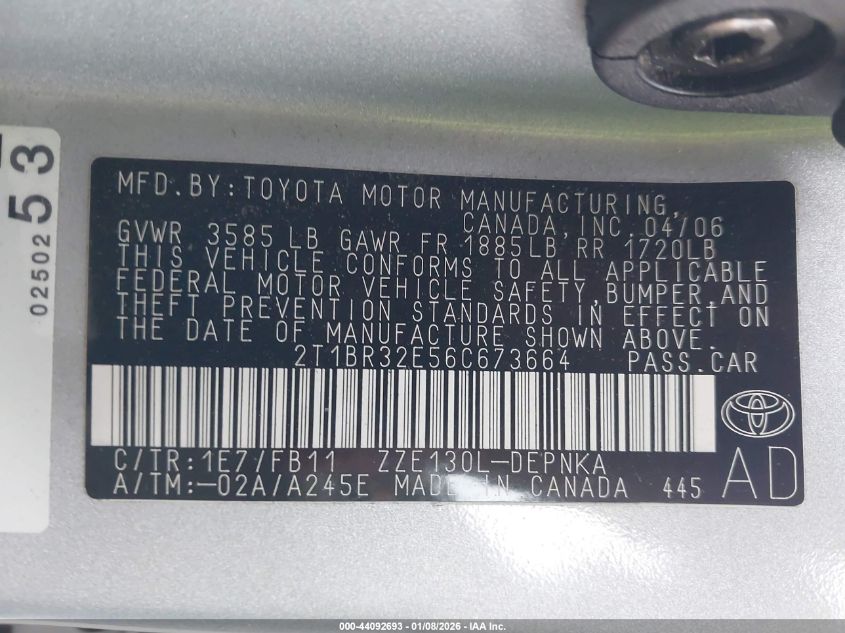 53
02502
MFD.BY:TOYOTA MOTOR MANUFACTURING,
CANADA,INC.04/06
GVWR 3585 LB GAWR FR 1885LB RR 1720LB
THIS VEHICLE CONFORMS TO ALL APPLICABLE
FEDERAL MOTOR VEHICLE SAFETY,BUMPER,AND
THEFT PREVENTION STANDARDS IN EFFECT ON
THE DATE OF MANUFACTURE SHOWN ABOVE.
2T1BR32E56C673664 PASS.CAR
C/TR:1E7/FB11 ZZE130L-DEPNKA
A/TM:-02A/A245E MADE IN CANADA 445
AD
000-44092693 - 01/08/2026 - IAA Inc.